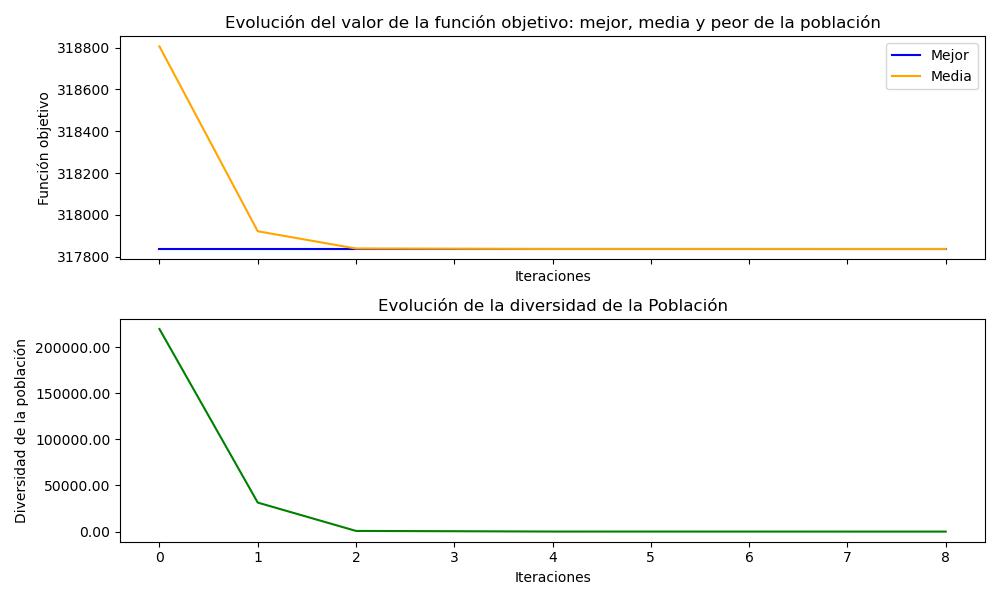 Evolución del valor de la función objetivo: mejor, media y peor de la población
Función objetivo
318800
318600
318400
318200
318000
317800
Mejor
Media
Iteraciones
Evolución de la diversidad de la Población
Diversidad de la población
200000.00
150000.00
100000.00
50000.00
0.00
0 1 2 3 4 5 6 7 8
Iteraciones